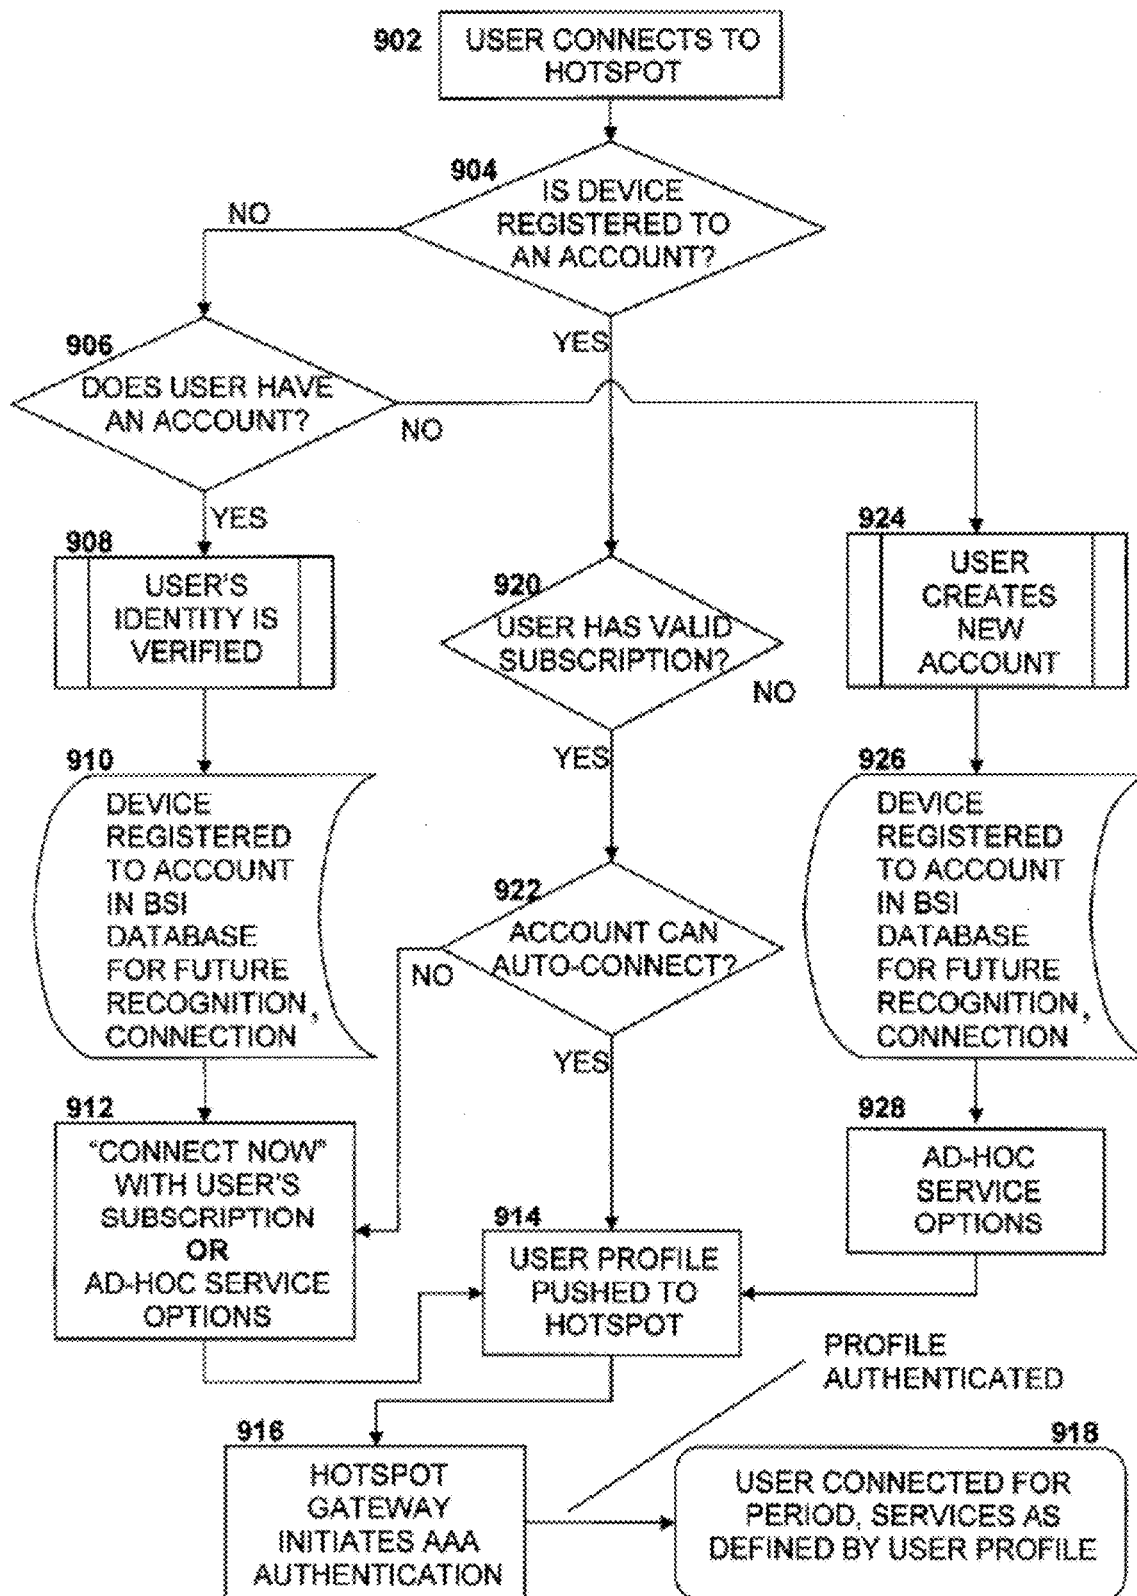 902
USER CONNECTS TO
HOTSPOT
904
IS DEVICE
REGISTERED TO
AN ACCOUNT?
NO
YES
906
DOES USER HAVE
AN ACCOUNT?
NO
YES
908
USER'S
IDENTITY IS
VERIFIED
920
USER HAS VALID
SUBSCRIPTION?
NO
YES
924
USER
CREATES
NEW
ACCOUNT
910
DEVICE
REGISTERED
TO ACCOUNT
IN BSI
DATABASE
FOR FUTURE
RECOGNITION,
CONNECTION
922
ACCOUNT CAN
AUTO-CONNECT?
NO
YES
926
DEVICE
REGISTERED
TO ACCOUNT
IN BSI
DATABASE
FOR FUTURE
RECOGNITION,
CONNECTION
912
"CONNECT NOW"
WITH USER'S
SUBSCRIPTION
OR
AD-HOC SERVICE
OPTIONS
914
USER PROFILE
PUSHED TO
HOTSPOT
928
AD-HOC
SERVICE
OPTIONS
PROFILE
AUTHENTICATED
916
HOTSPOT
GATEWAY
INITIATES AAA
AUTHENTICATION
918
USER CONNECTED FOR
PERIOD, SERVICES AS
DEFINED BY USER PROFILE